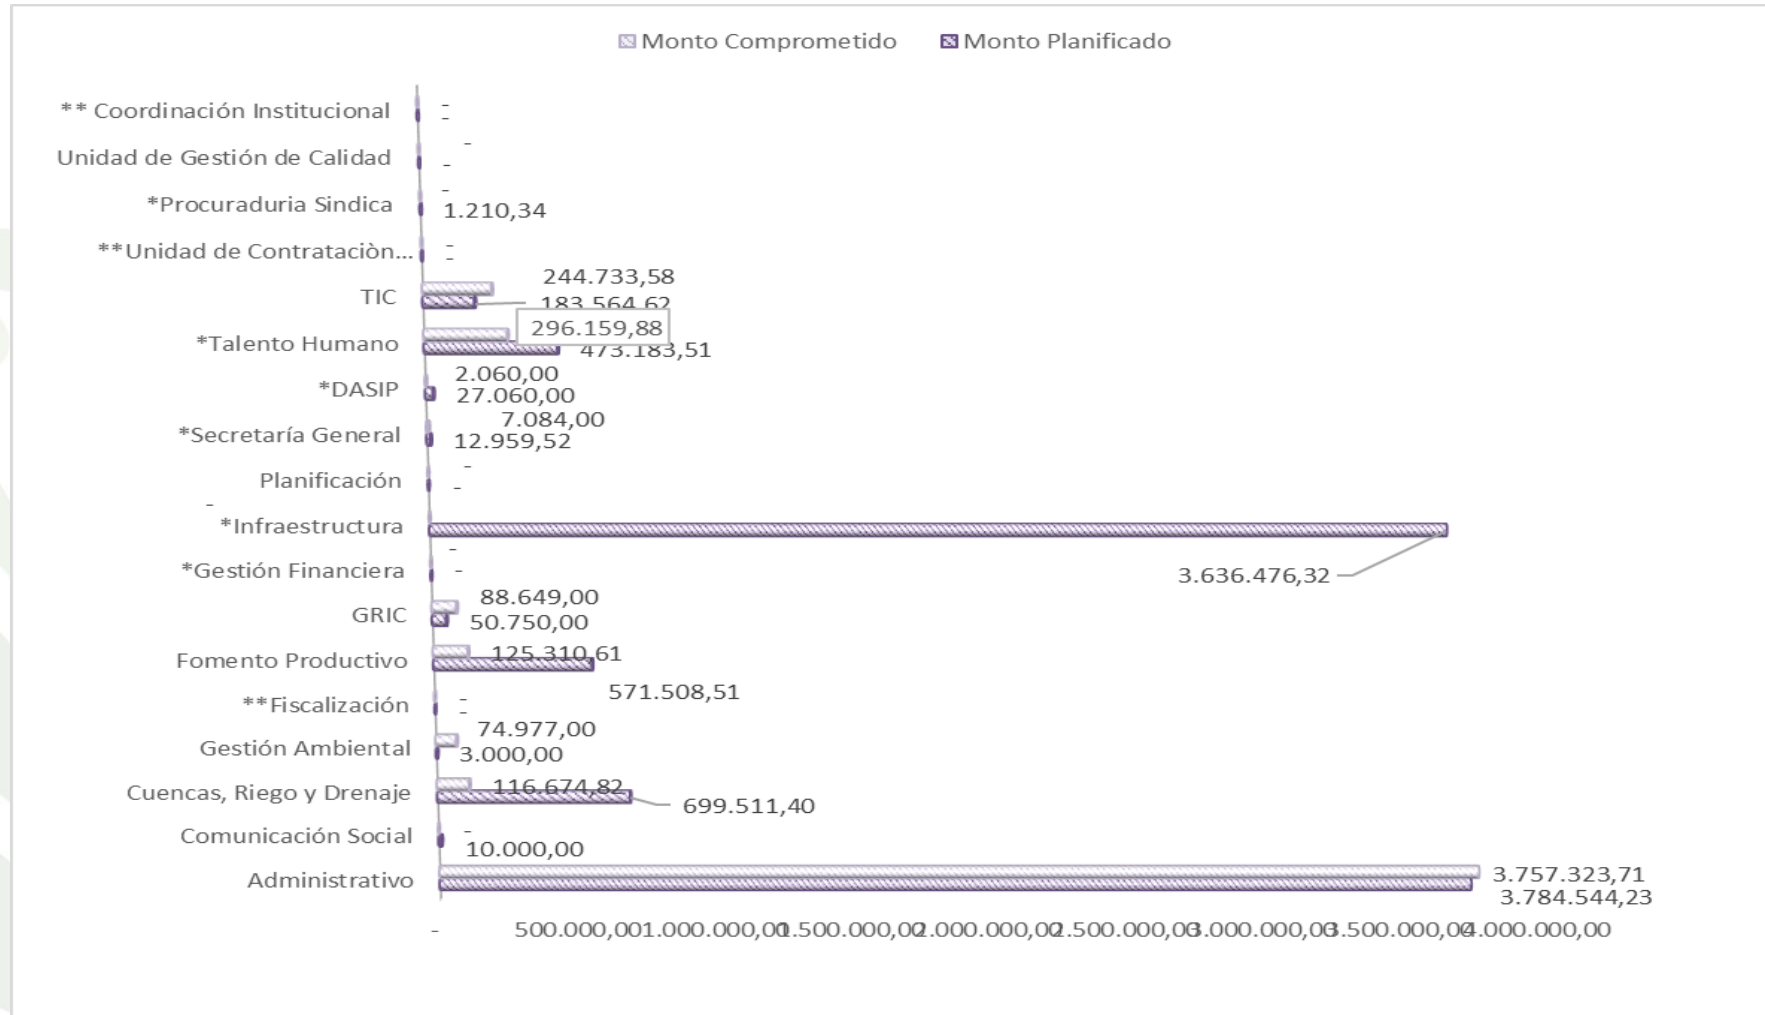 Monto Comprometido Monto Planificado
** Coordinación Institucional - -
Unidad de Gestión de Calidad - -
*Procuraduria Sindica - 1.210,34
**Unidad de Contrataciòn... - -
TIC 244.733,58 183.564,62
*Talento Humano 296.159,88 473.183,51
*DASIP 2.060,00 27.060,00
*Secretaría General 7.084,00 12.959,52
Planificación - -
*Infraestructura - 3.636.476,32
*Gestión Financiera - -
GRIC 88.649,00 50.750,00
Fomento Productivo 125.310,61 571.508,51
**Fiscalización - -
Gestión Ambiental 74.977,00 3.000,00
Cuencas, Riego y Drenaje 116.674,82 699.511,40
Comunicación Social - 10.000,00
Administrativo 3.757.323,71 3.784.544,23
- 500.000,00 1.000.000,00 1.500.000,00 2.000.000,00 2.500.000,00 3.000.000,00 3.500.000,00 4.000.000,00